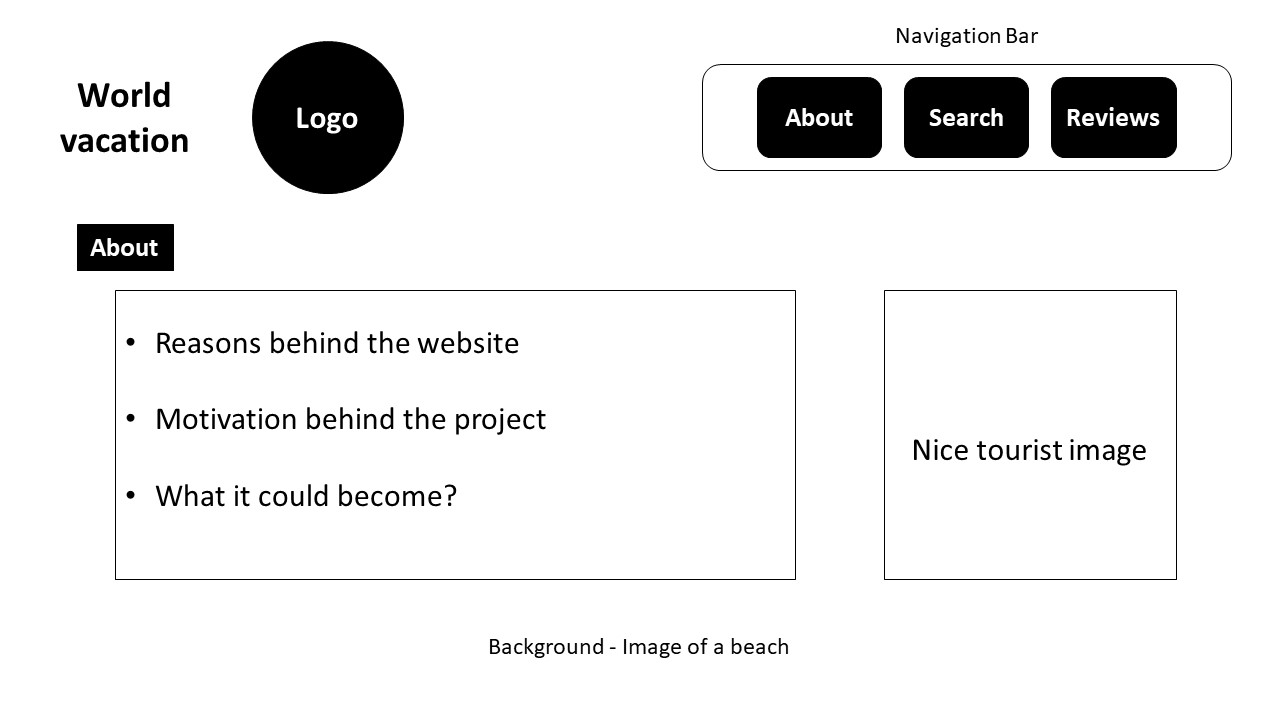 Navigation Bar
World
vacation
Logo
About
Search
Reviews
About
• Reasons behind the website
• Motivation behind the project
• What it could become?
Nice tourist image
Background - Image of a beach